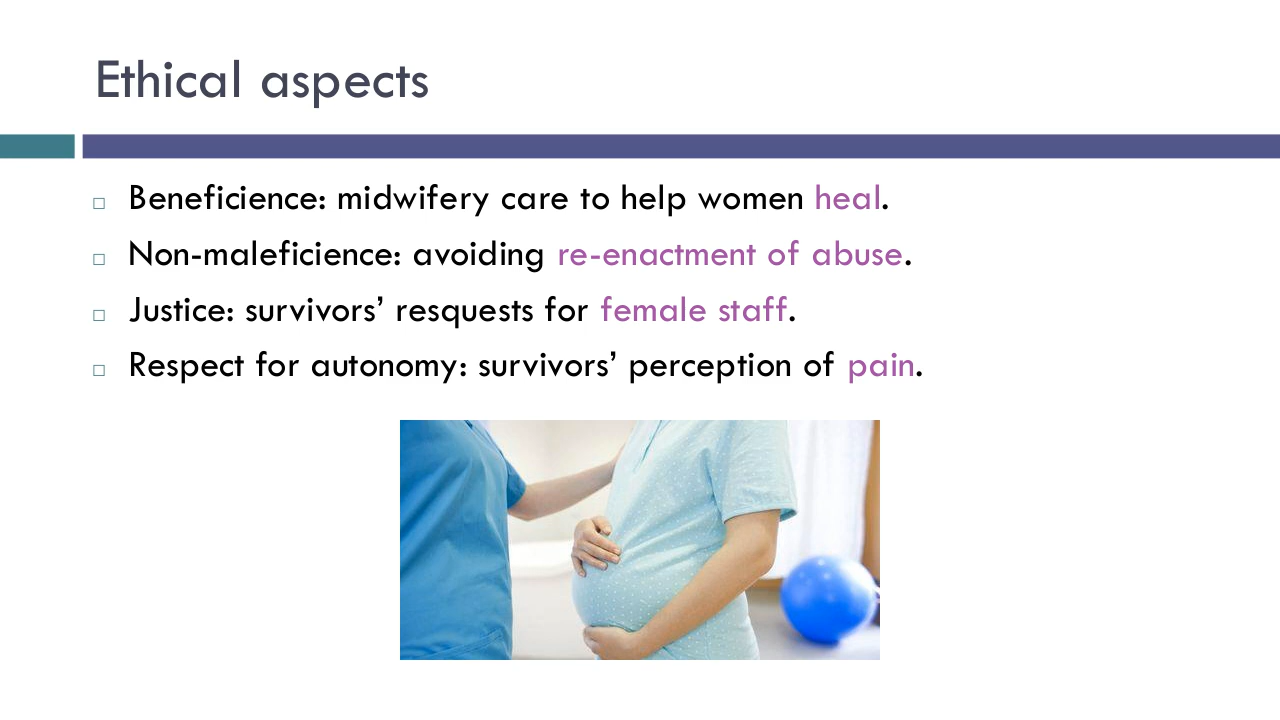 Ethical aspects
Beneficience: midwifery care to help women heal.
Non-maleficience: avoiding re-enactment of abuse.
Justice: survivors’ resquests for female staff.
Respect for autonomy: survivors’ perception of pain.